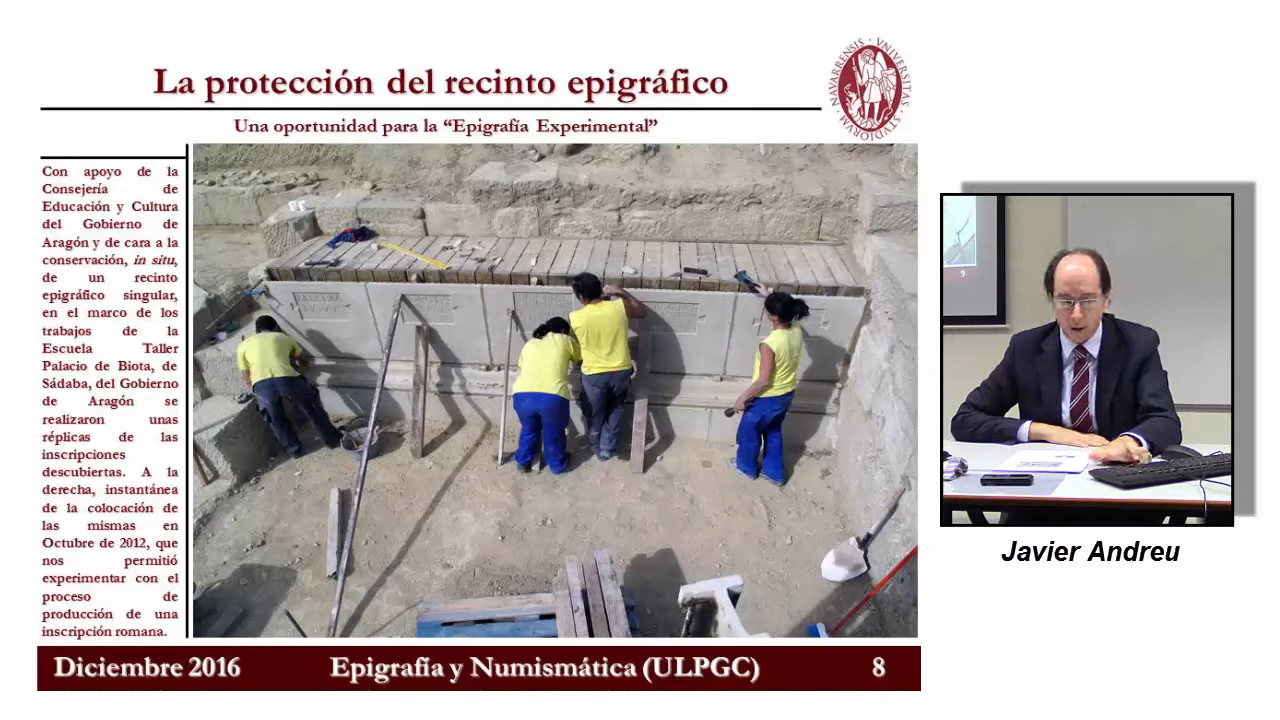 La protección del recinto epigráfico
NAVARRENSIS · VNIVERSITAS · STVDIORVM
Una oportunidad para la “Epigrafía Experimental”
Con apoyo de la
Consejería de
Educación y Cultura
del Gobierno de
Aragón y de cara a la
conservación, in situ,
de un recinto
epigráfico singular,
en el marco de los
trabajos de la
Escuela Taller
Palacio de Biota, de
Sádaba, del Gobierno
de Aragón se
realizaron unas
réplicas de las
inscripciones
descubiertas. A la
derecha, instantánea
de la colocación de
las mismas en
Octubre de 2012, que
nos permitió
experimentar con el
proceso de
producción de una
inscripción romana.
9
Javier Andreu
Diciembre 2016 Epigrafía y Numismática (ULPGC) 8